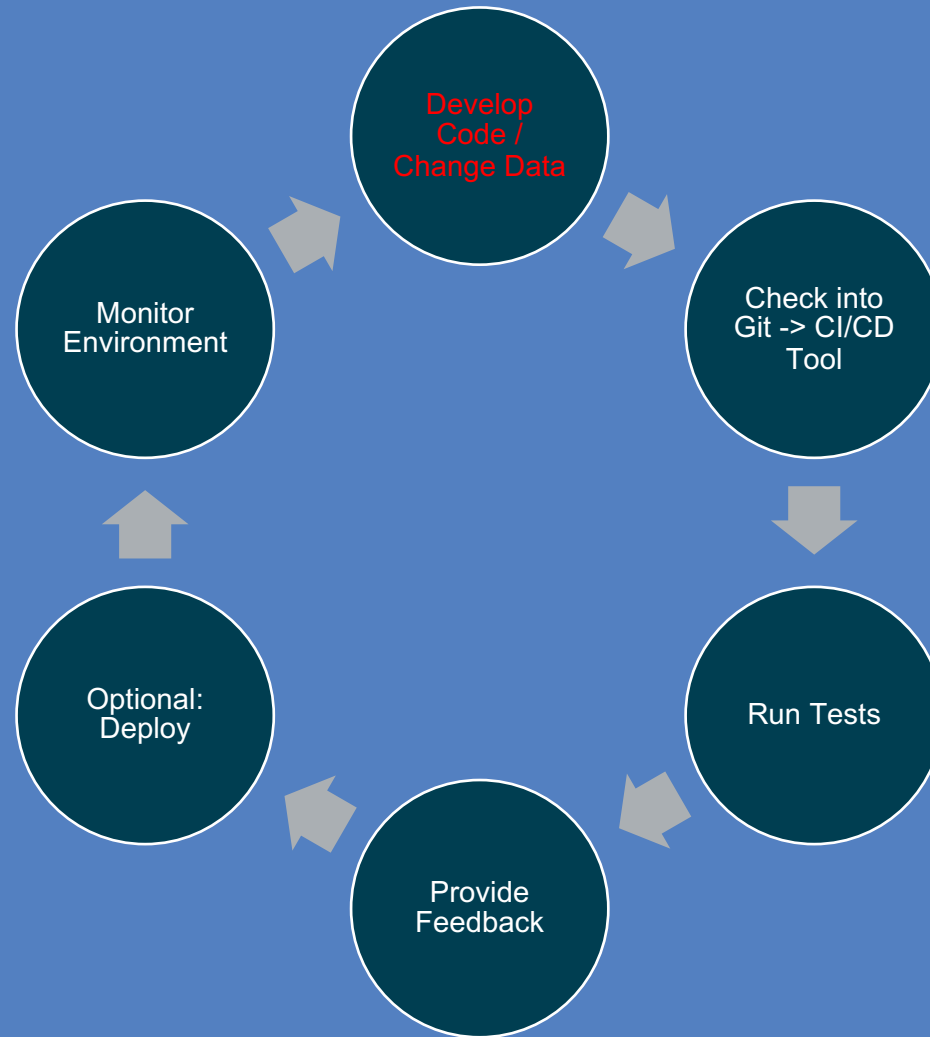 Develop
Code /
Change Data
Check into
Git -> CI/CD
Tool
Run Tests
Provide
Feedback
Optional:
Deploy
Monitor
Environment